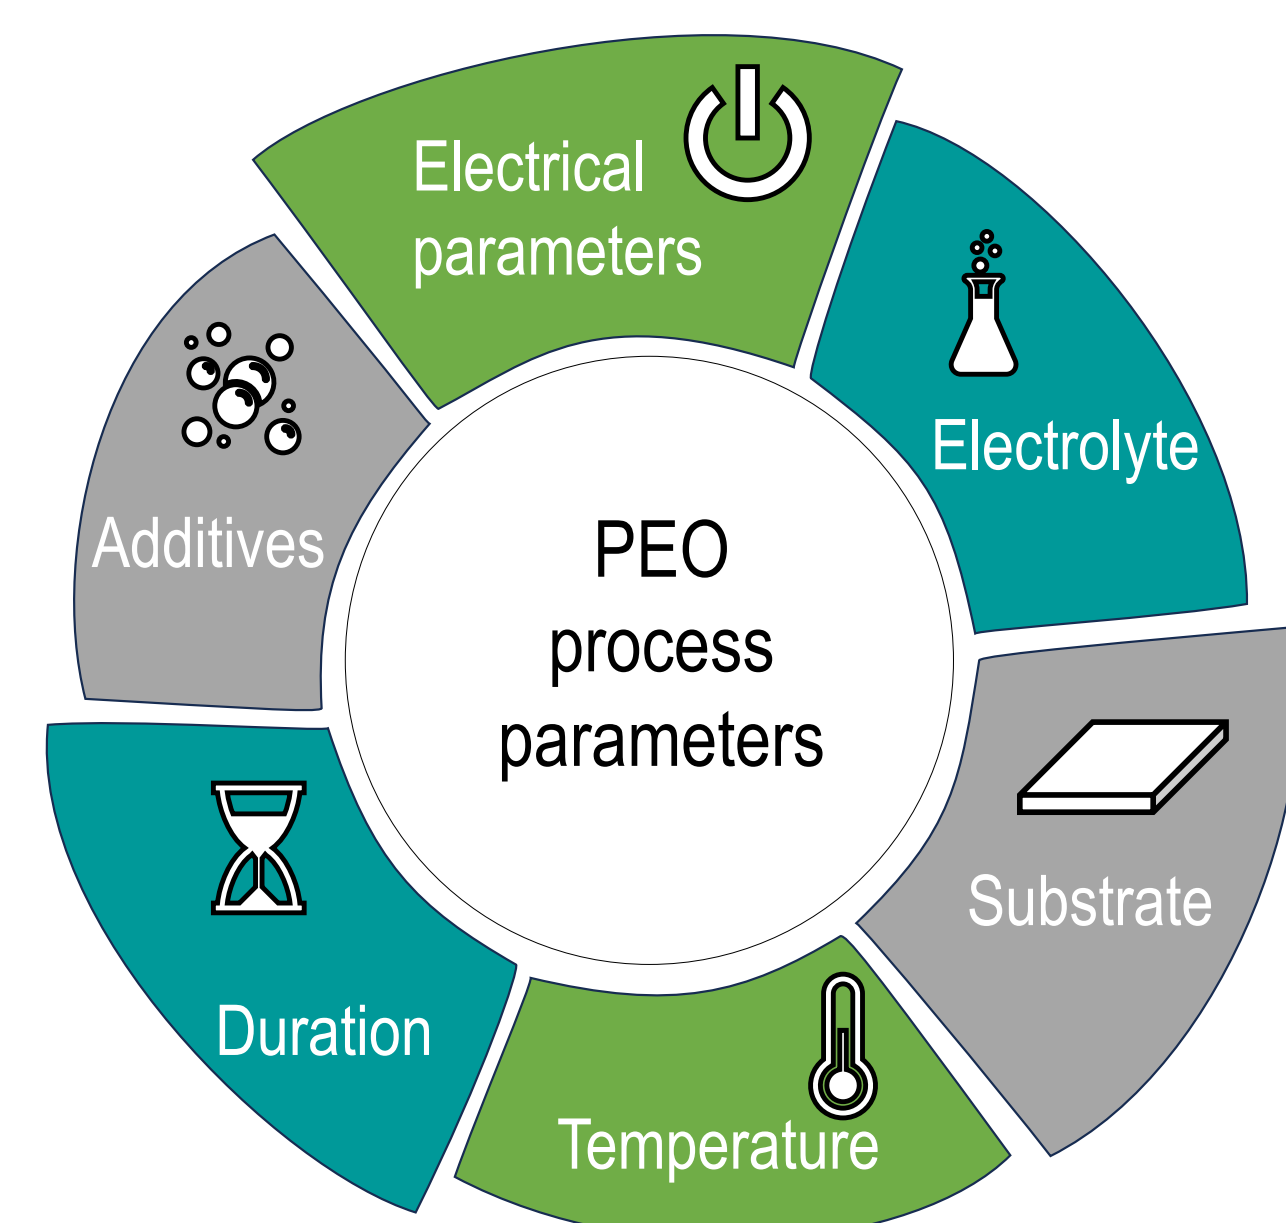 Electrical
parameters
Electrolyte
Additives
PEO
process
parameters
Substrate
Duration
Temperature